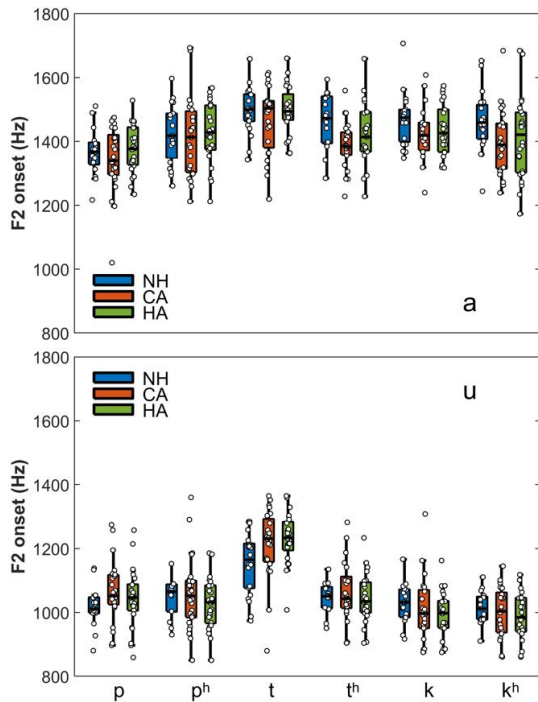 1800
1600
1400
1200
1000
800
F2 onset (Hz)
NH
CA
HA
a
1800
1600
1400
1200
1000
800
F2 onset (Hz)
NH
CA
HA
u
p pʰ t tʰ k kʰ